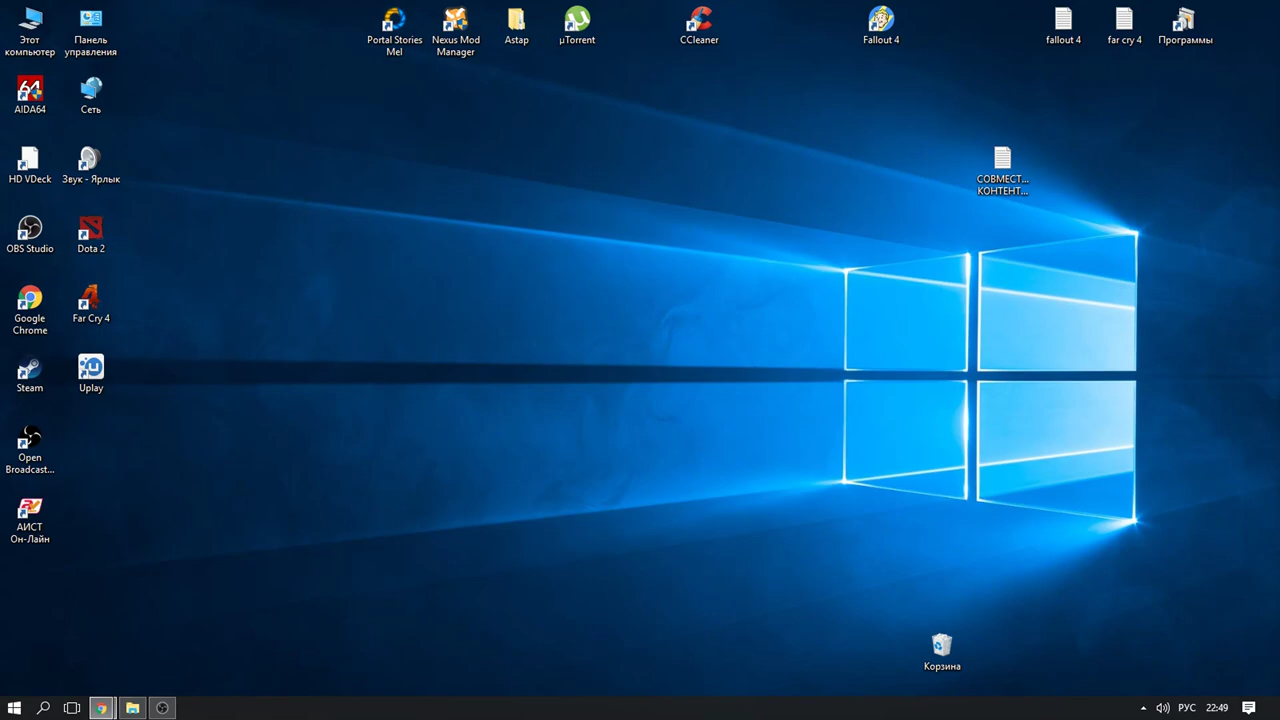 Этот
компьютер
Панель
управления
Portal Stories
Mel
Nexus Mod
Manager
Astap
µTorrent
CCleaner
Fallout 4
fallout 4
far cry 4
Программы
64
AIDA64
Сеть
СОВМЕСТ...
КОНТЕНТ...
HD VDeck
Звук - Ярлык
OBS Studio
Dota 2
Google
Chrome
Far Cry 4
Steam
Uplay
Open
Broadcast...
АИСТ
Он-Лайн
Корзина
РУС
22:49